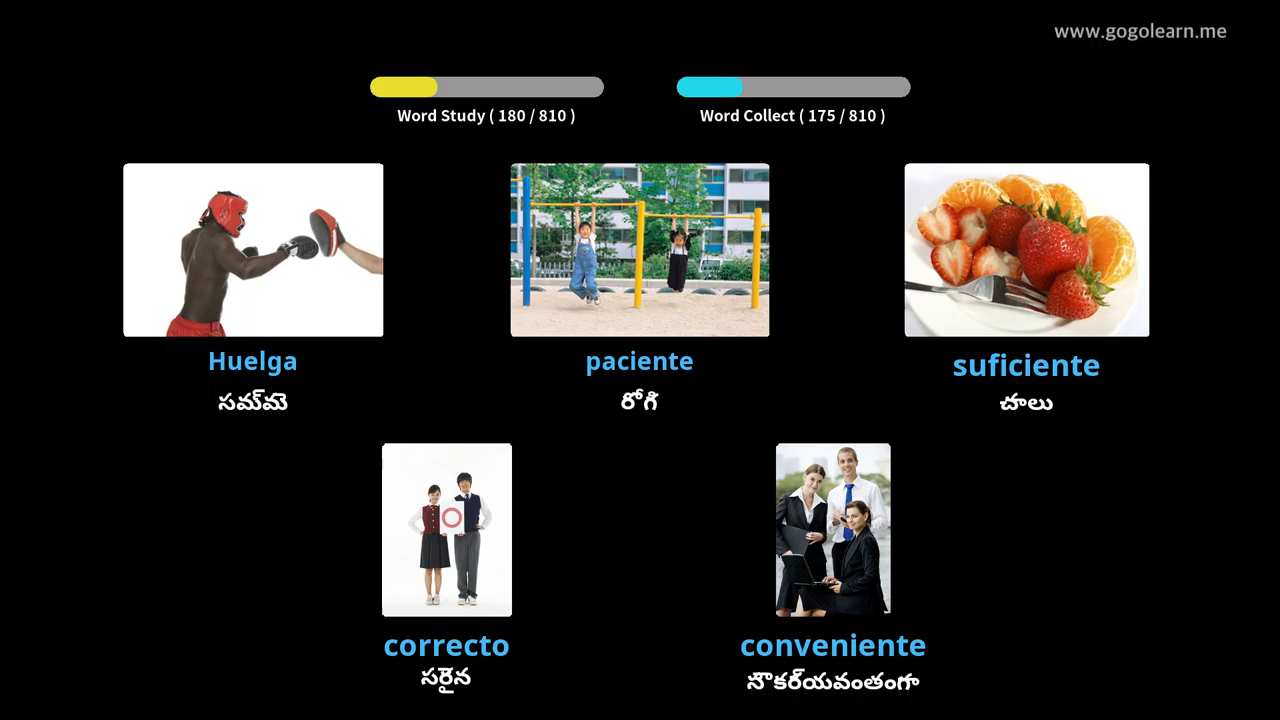 www.gogolearn.me
Word Study ( 180 / 810 )
Word Collect ( 175 / 810 )
Huelga
paciente
suficiente
సమ్మె
రోగి
చాలు
correcto
conveniente
సరైన
సౌకర్యవంతంగా